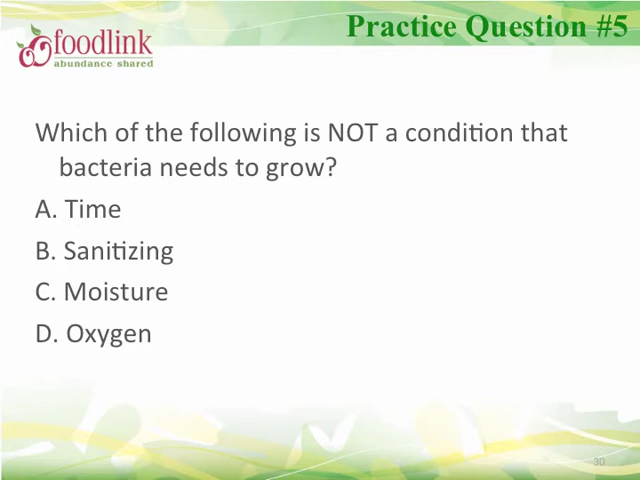 Practice Question #5
foodlink
abundance shared
Which of the following is NOT a condition that
bacteria needs to grow?
A. Time
B. Sanitizing
C. Moisture
D. Oxygen
30